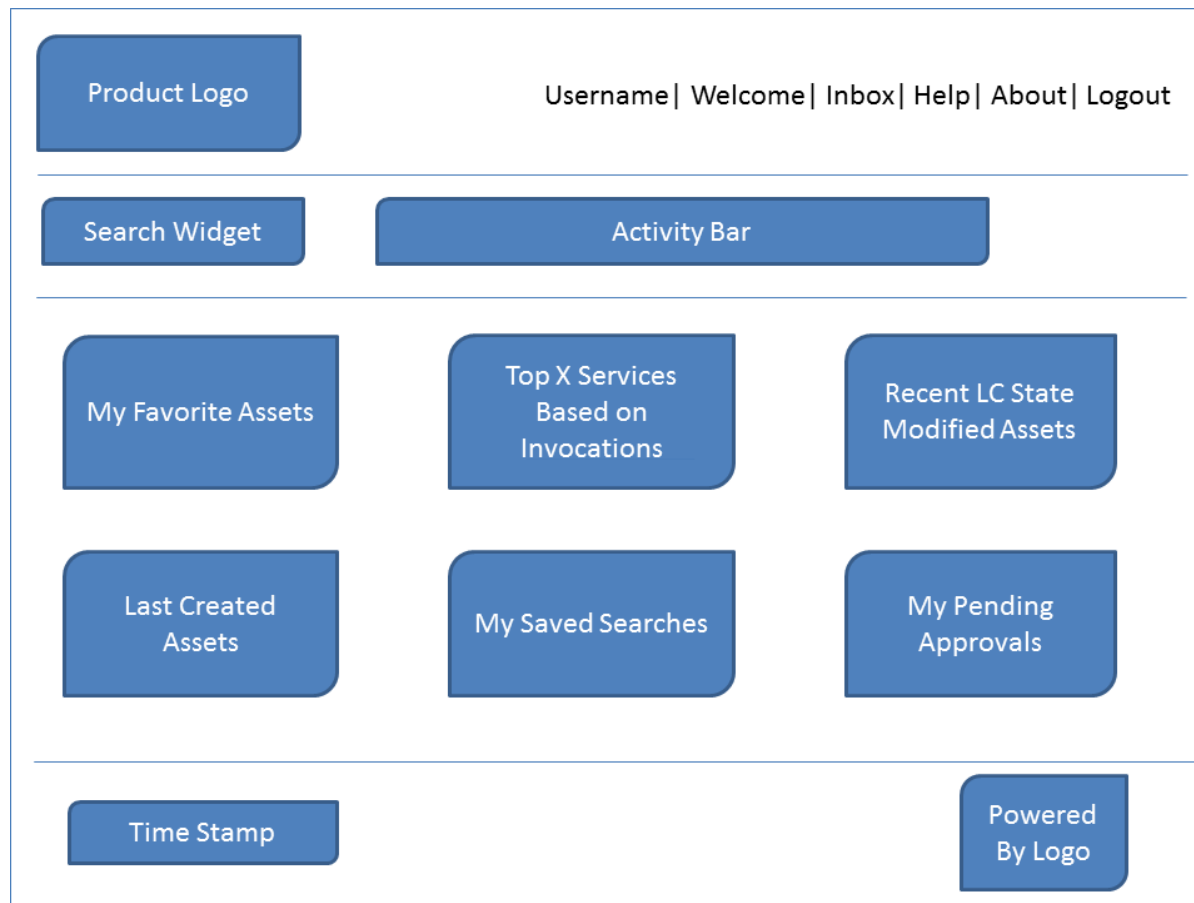 Product Logo
Username| Welcome| Inbox| Help| About| Logout
Search Widget
Activity Bar
My Favorite Assets
Top X Services
Based on
Invocations
Recent LC State
Modified Assets
Last Created
Assets
My Saved Searches
My Pending
Approvals
Time Stamp
Powered
By Logo